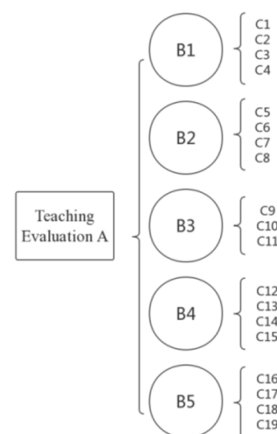 Teaching
Evaluation A
B1
C1
C2
C3
C4
B2
C5
C6
C7
C8
B3
C9
C10
C11
B4
C12
C13
C14
C15
B5
C16
C17
C18
C19